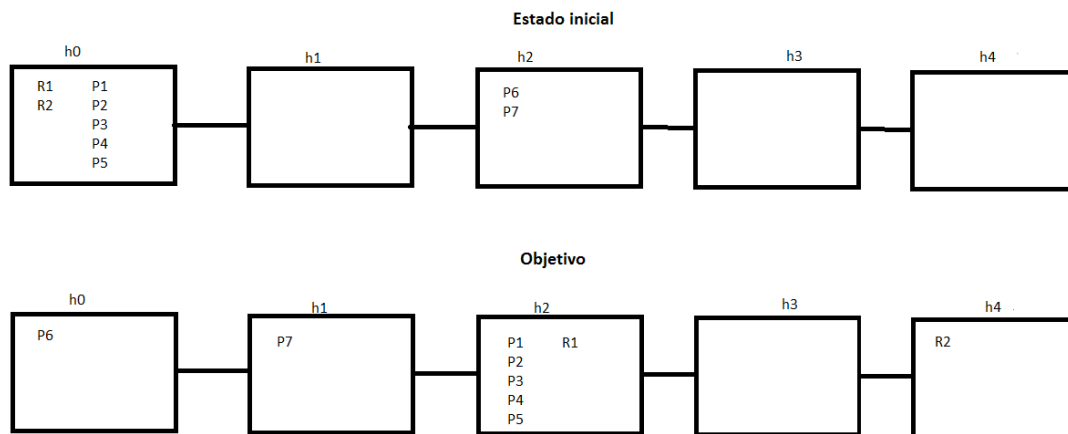 Estado inicial
h0 h1 h2 h3 h4
R1 P1 P6
R2 P2 P7
P3
P4
P5
Objetivo
h0 h1 h2 h3 h4
P6 P7 P1 R1 R2
P2
P3
P4
P5